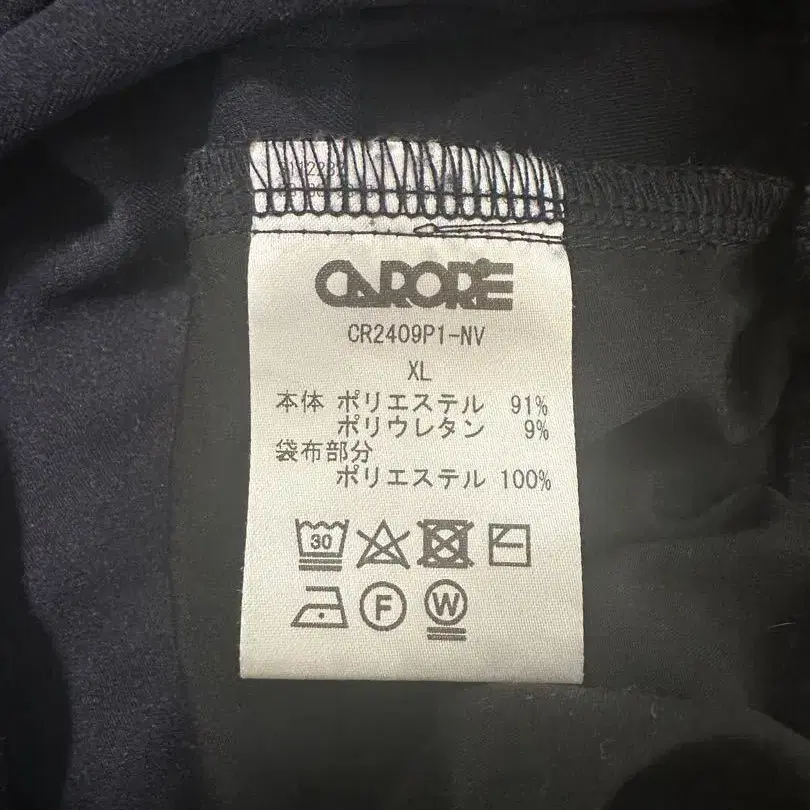 CARORE
CR2409P1-NV
XL
本体 ポリエステル 91%
ポリウレタン 9%
袋布部分
ポリエステル 100%
30
F
W